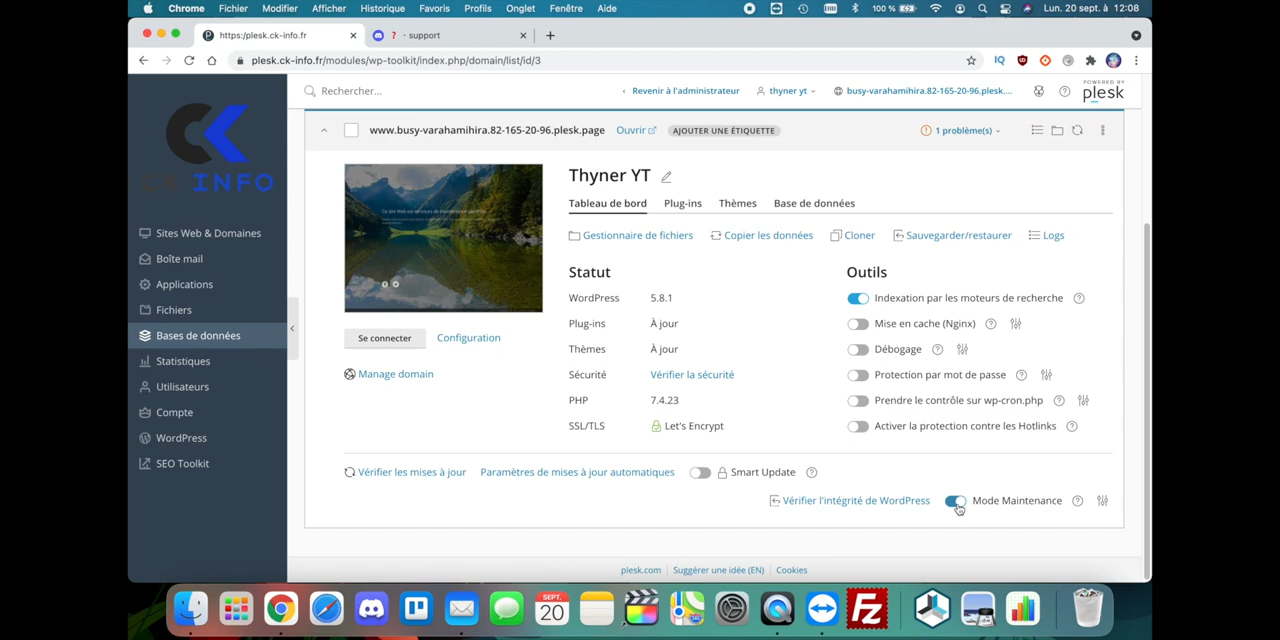 Chrome Fichier Modifier Afficher Historique Favoris Profils Onglet Fenêtre Aide 100 % Lun. 20 sept. à 12:08
https:/plesk.ck-info.fr
? · support
plesk.ck-info.fr/modules/wp-toolkit/index.php/domain/list/id/3
Rechercher...
Revenir à l'administrateur
thyner yt
busy-varahamihira.82-165-20-96.plesk....
POWERED BY
plesk
CK INFO
Sites Web & Domaines
Boîte mail
Applications
Fichiers
Bases de données
Statistiques
Utilisateurs
Compte
WordPress
SEO Toolkit
www.busy-varahamihira.82-165-20-96.plesk.page Ouvrir AJOUTER UNE ÉTIQUETTE 1 problème(s)
Thyner YT
Tableau de bord Plug-ins Thèmes Base de données
Gestionnaire de fichiers Copier les données Cloner Sauvegarder/restaurer Logs
Se connecter Configuration
Manage domain
Statut
WordPress 5.8.1
Plug-ins À jour
Thèmes À jour
Sécurité Vérifier la sécurité
PHP 7.4.23
SSL/TLS Let's Encrypt
Outils
Indexation par les moteurs de recherche
Mise en cache (Nginx)
Débogage
Protection par mot de passe
Prendre le contrôle sur wp-cron.php
Activer la protection contre les Hotlinks
Vérifier les mises à jour Paramètres de mises à jour automatiques Smart Update
Vérifier l'intégrité de WordPress Mode Maintenance
plesk.com Suggérer une idée (EN) Cookies
SEPT.
20
Fz